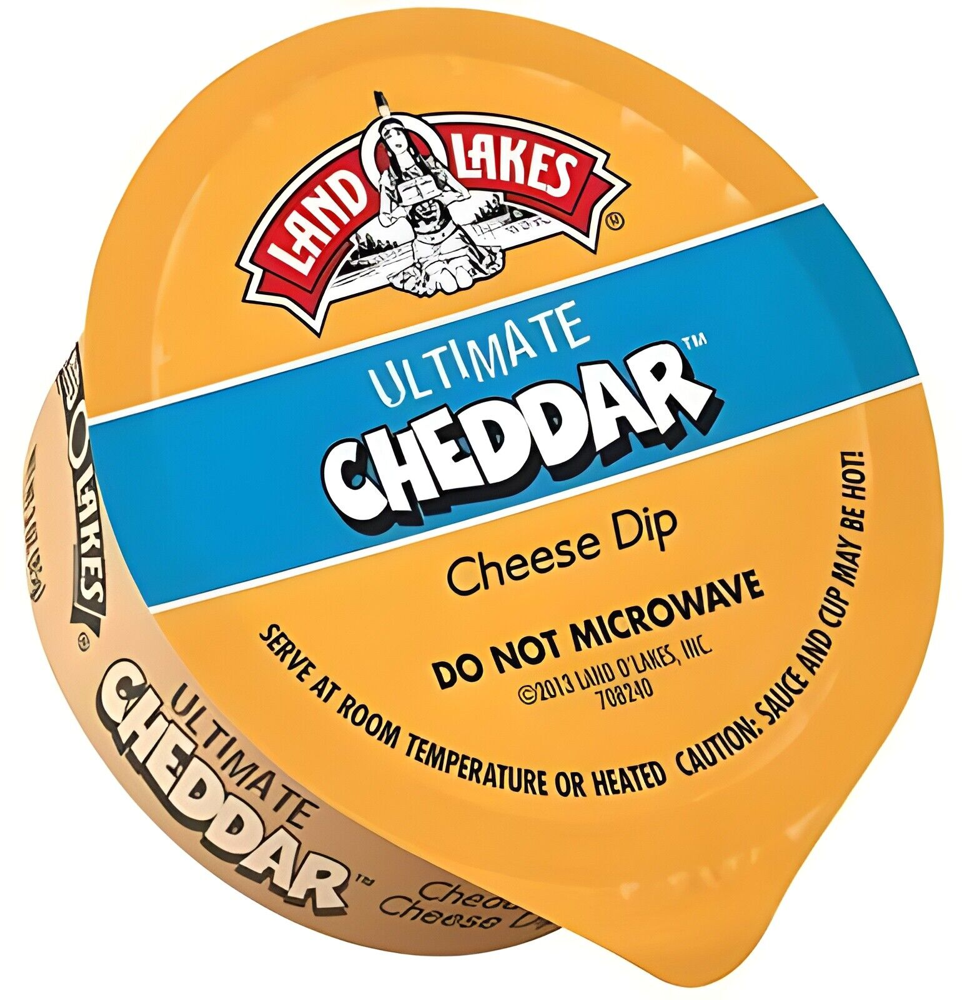 LAND O LAKES
®
ULTIMATE
CHEDDAR™
Cheese Dip
DO NOT MICROWAVE
©2013 LAND O'LAKES, INC.
708240
SERVE AT ROOM TEMPERATURE OR HEATED CAUTION: SAUCE AND CUP MAY BE HOT!
O LAKES
®
ULTIMATE
CHEDDAR™
Cheese